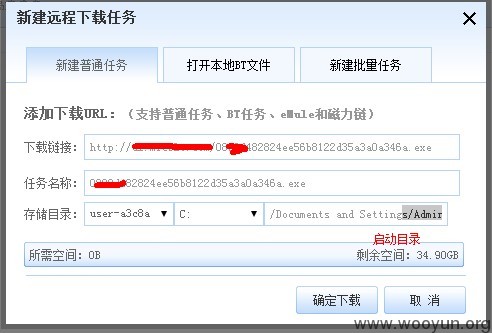 新建远程下载任务
新建普通任务 打开本地BT文件 新建批量任务
添加下载URL：（支持普通任务、BT任务、eMule和磁力链）
下载链接： http:// 482824ee56b8122d35a3a0a346a.exe
任务名称： 482824ee56b8122d35a3a0a346a.exe
存储目录： user-a3c8a C: /Documents and Settings/Admir
启动目录
所需空间：0B 剩余空间：34.90GB
确定下载 取 消
www.wooyun.org